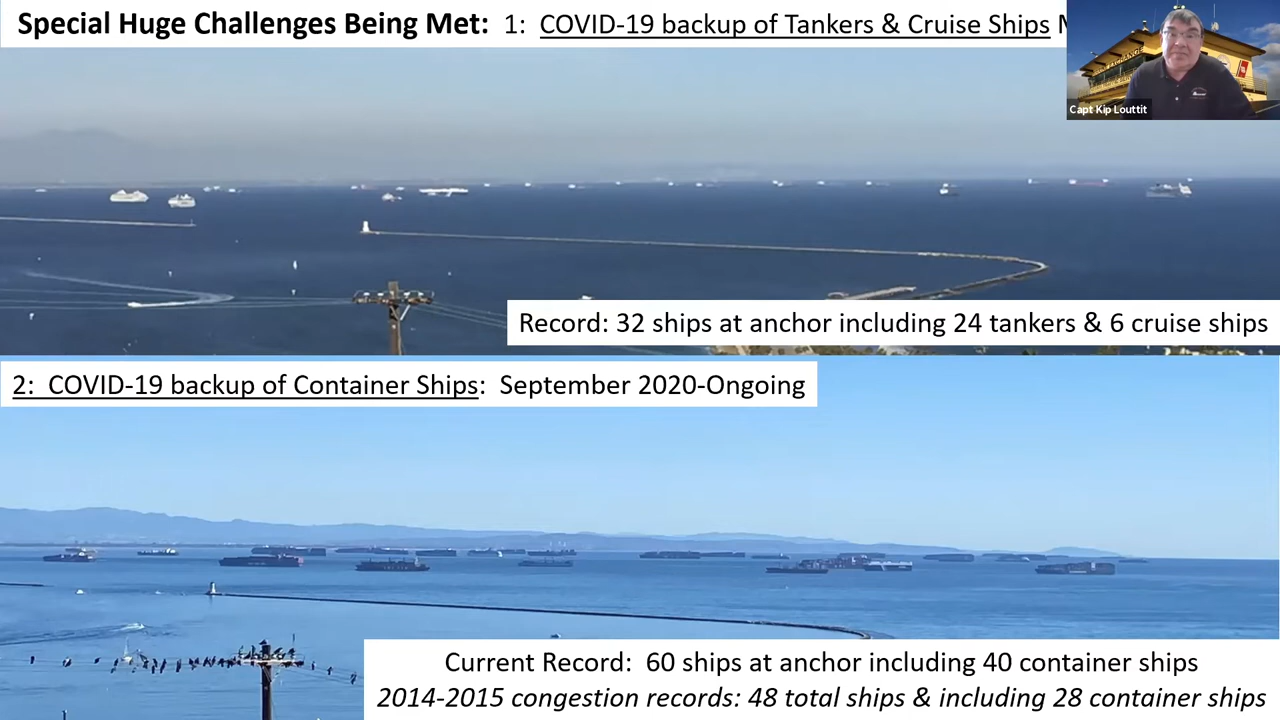 Special Huge Challenges Being Met: 1: COVID-19 backup of Tankers & Cruise Ships
Capt Kip Louttit
Record: 32 ships at anchor including 24 tankers & 6 cruise ships
2: COVID-19 backup of Container Ships: September 2020-Ongoing
Current Record: 60 ships at anchor including 40 container ships
2014-2015 congestion records: 48 total ships & including 28 container ships